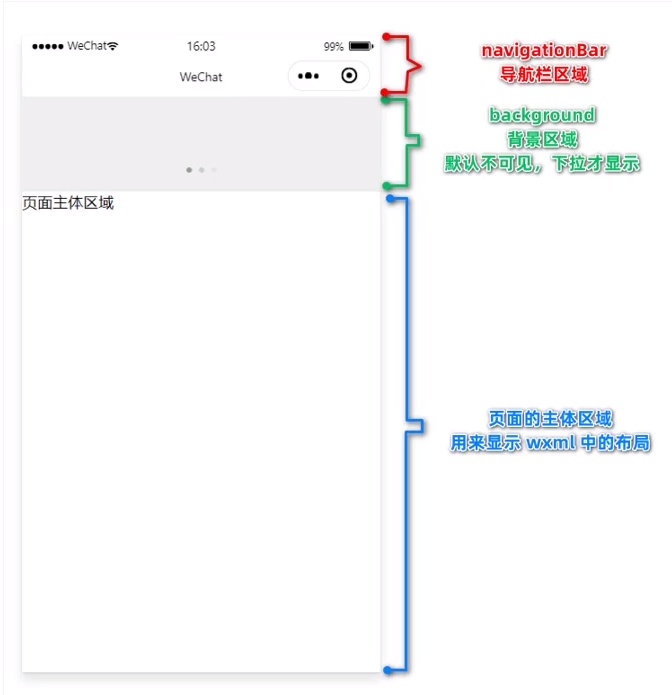 WeChat
16:03
99%
WeChat
页面主体区域
navigationBar
导航栏区域
background
背景区域
默认不可见，下拉才显示
页面的主体区域
用来显示 wxml 中的布局